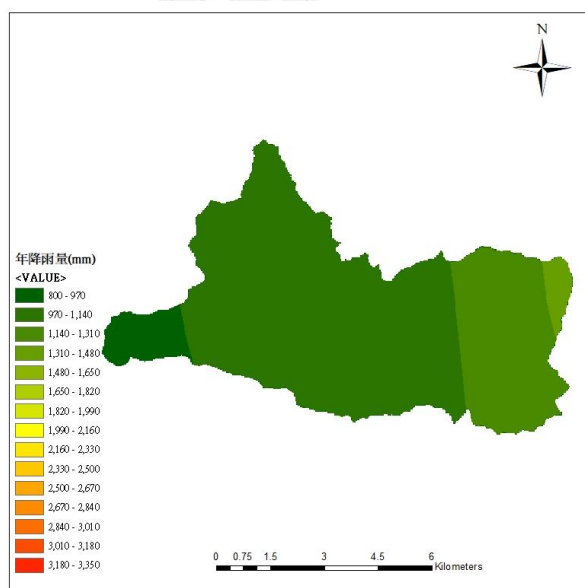 N
年降雨量(mm)
<VALUE>
800 - 970
970 - 1,140
1,140 - 1,310
1,310 - 1,480
1,480 - 1,650
1,650 - 1,820
1,820 - 1,990
1,990 - 2,160
2,160 - 2,330
2,330 - 2,500
2,500 - 2,670
2,670 - 2,840
2,840 - 3,010
3,010 - 3,180
3,180 - 3,350
0 0.75 1.5 3 4.5 6
Kilometers